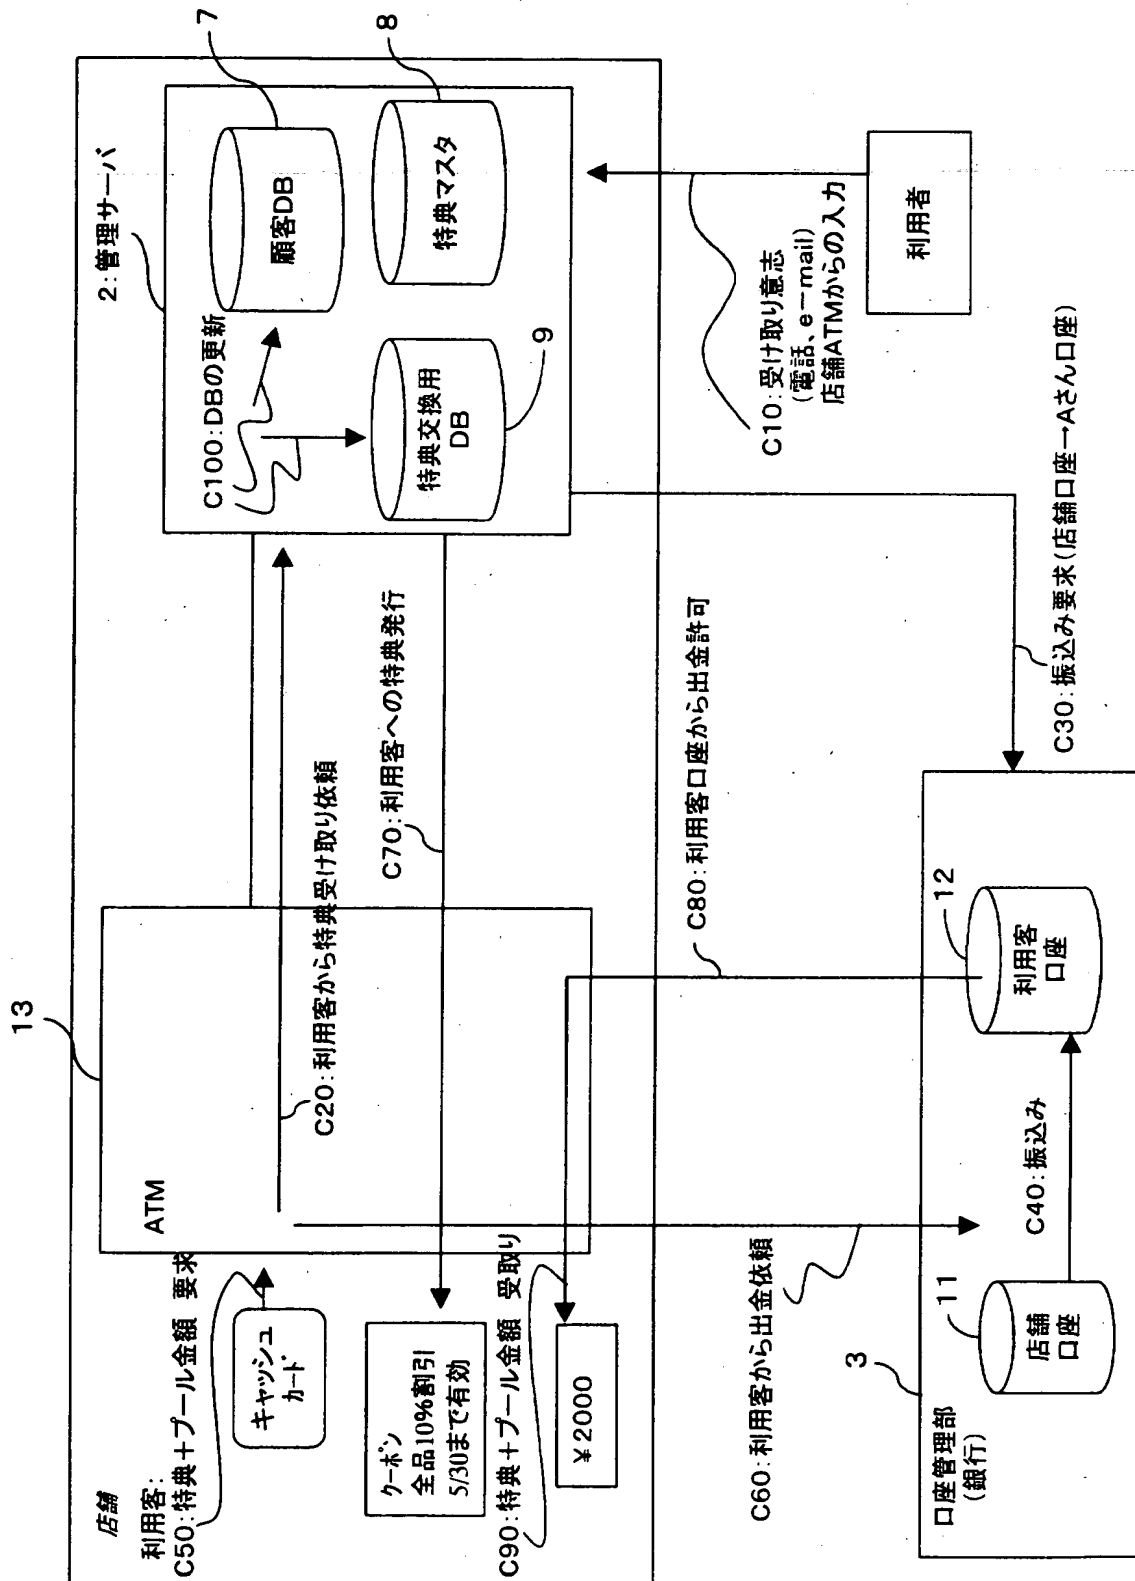 店舗
利用客:
C50:特典＋プール金額 要求
キャッシュ
カード
クーポン
全品10%割引
5/30まで有効
C90:特典＋プール金額 受取り
¥2000
13
ATM
C20:利用客から特典受け取り依頼
C70:利用客への特典発行
2:管理サーバ
C100:DBの更新
顧客DB
7
特典マスタ
8
特典交換用
DB
9
C60:利用客から出金依頼
C80:利用客口座から出金許可
C10:受け取り意志
(電話、e－mail)
店舗ATMからの入力
利用者
C30:振込み要求(店舗口座→Aさん口座)
口座管理部
(銀行)
3
11
店舗
口座
C40:振込み
12
利用客
口座